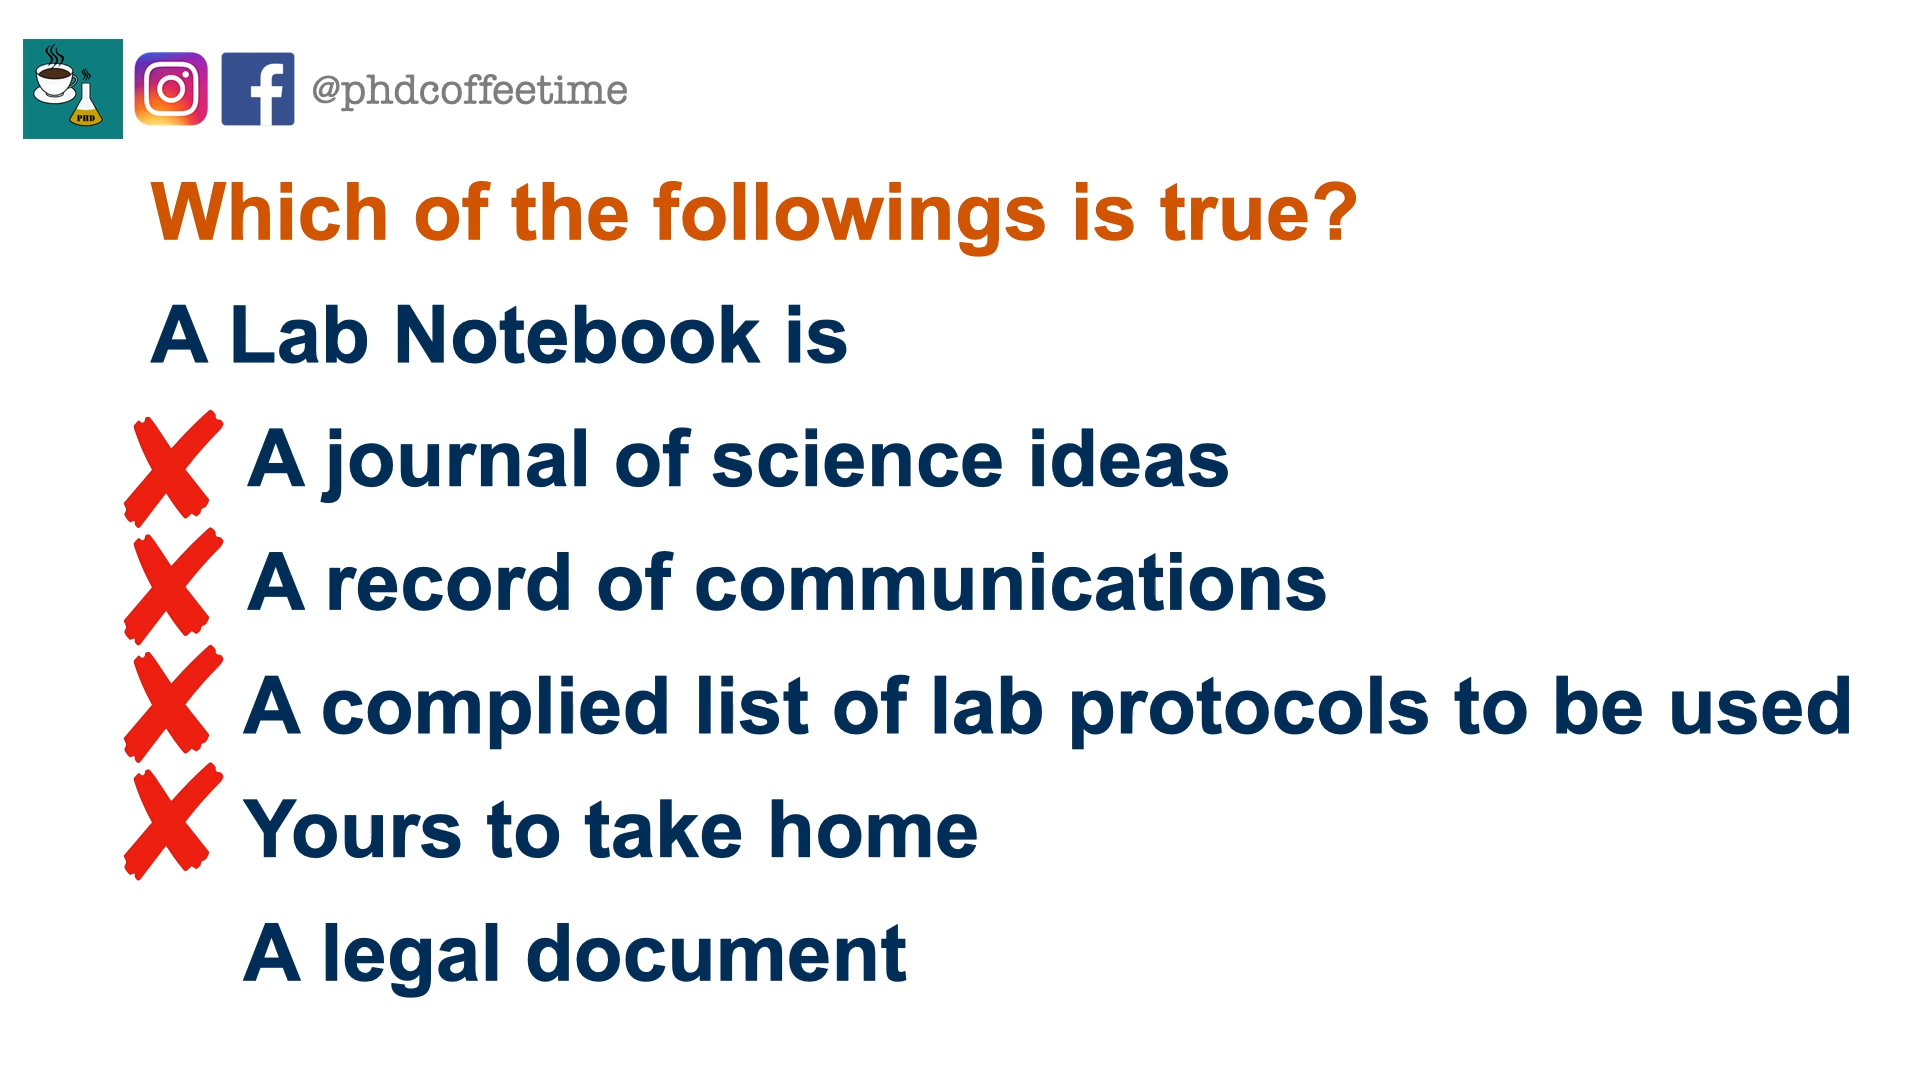 PHD
@phdcoffeetime
Which of the followings is true?
A Lab Notebook is
A journal of science ideas
A record of communications
A complied list of lab protocols to be used
Yours to take home
A legal document